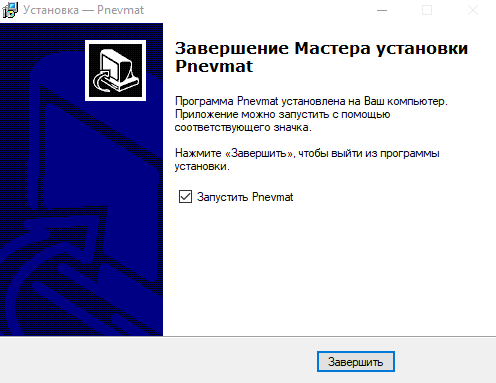 Установка — Pnevmat
Завершение Мастера установки
Pnevmat
Программа Pnevmat установлена на Ваш компьютер.
Приложение можно запустить с помощью
соответствующего значка.
Нажмите «Завершить», чтобы выйти из программы
установки.
Запустить Pnevmat
Завершить